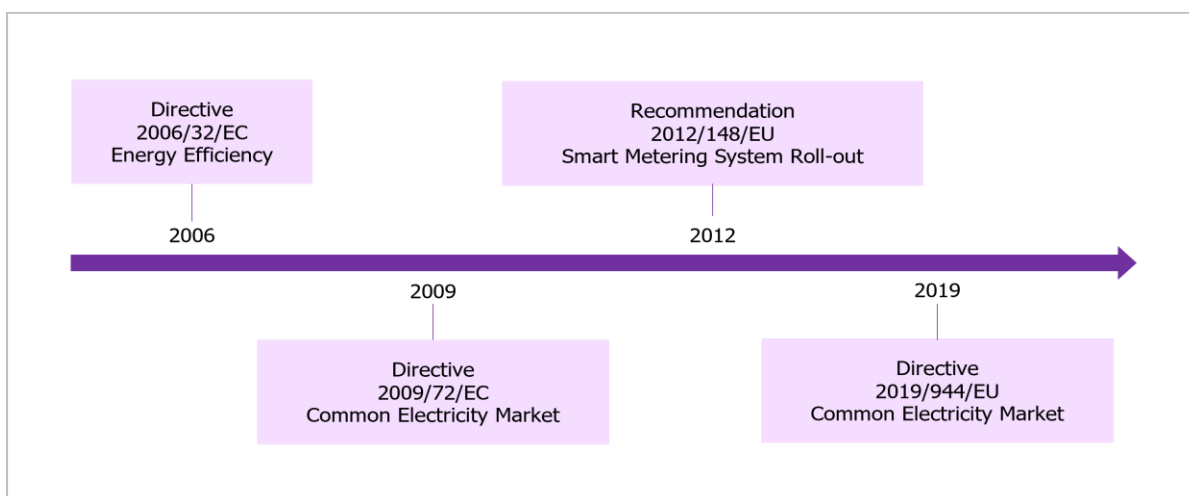 Directive
2006/32/EC
Energy Efficiency
Recommendation
2012/148/EU
Smart Metering System Roll-out
2006
2012
2009
2019
Directive
2009/72/EC
Common Electricity Market
Directive
2019/944/EU
Common Electricity Market